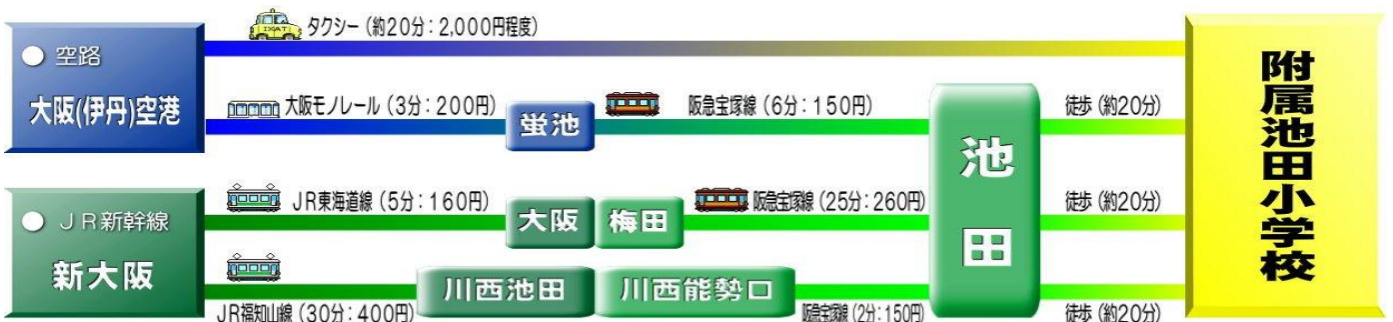 タクシー (約20分:2,000円程度)
● 空路
大阪(伊丹)空港
大阪モノレール (3分:200円)
蛍池
阪急宝塚線 (6分:150円)
徒歩 (約20分)
● JR新幹線
新大阪
JR東海道線 (5分:160円)
大阪
梅田
阪急宝塚線 (25分:260円)
徒歩 (約20分)
JR福知山線 (30分:400円)
川西池田
川西能勢口
阪急宝塚線 (2分:150円)
徒歩 (約20分)
池田
附属池田小学校